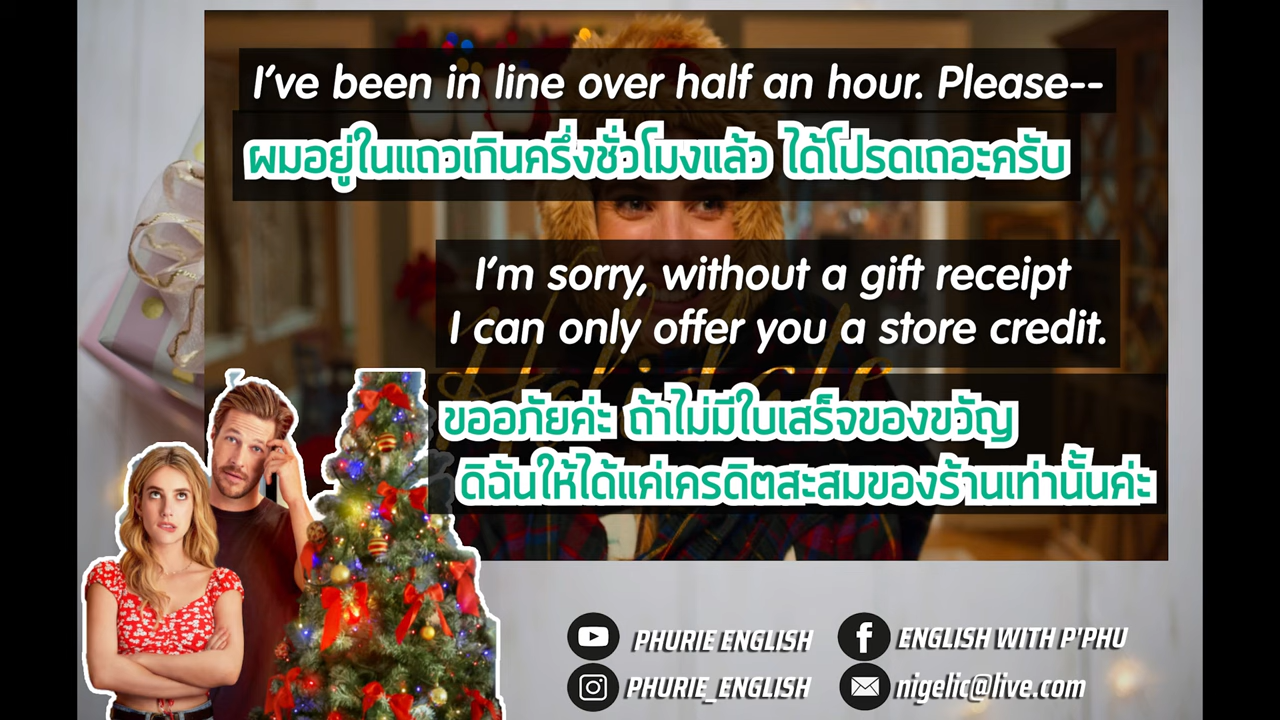 I've been in line over half an hour. Please--
ผมอยู่ในแถวเกินครึ่งชั่วโมงแล้ว ได้โปรดเถอะครับ
I'm sorry, without a gift receipt
I can only offer you a store credit.
Holidate
ขออภัยค่ะ ถ้าไม่มีใบเสร็จของขวัญ
ดิฉันให้ได้แค่เครดิตสะสมของร้านเท่านั้นค่ะ
PHURIE ENGLISH
ENGLISH WITH P'PHU
PHURIE_ENGLISH
nigelic@live.com